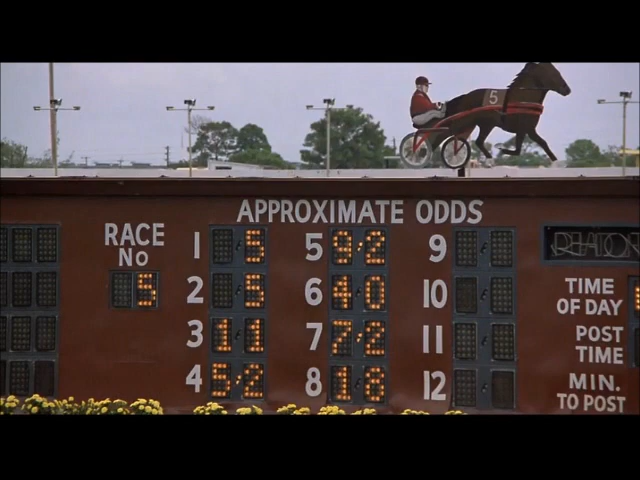 5
APPROXIMATE ODDS
RACE
No
5
1 5 5 9-2 9
2 5 6 40 10
3 11 7 7-2 11
4 5-2 8 18 12
TIME
OF DAY
POST
TIME
MIN.
TO POST